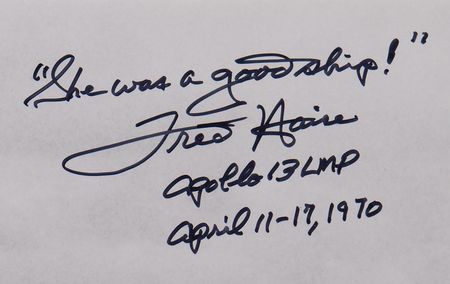 "She was a good ship!"
Fred Haise
Apollo 13 LMP
April 11-17, 1970